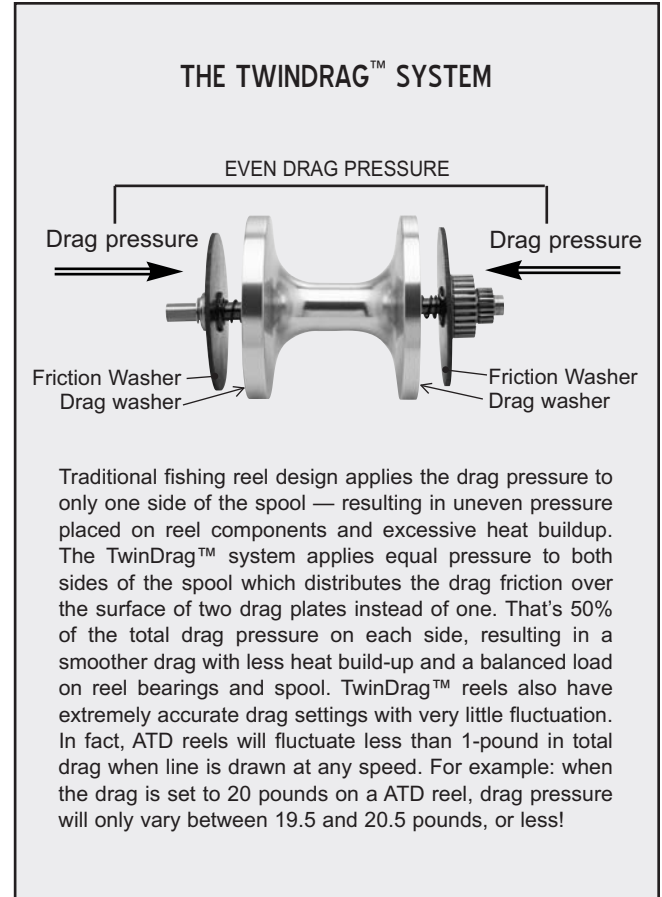 THE TWINDRAG™ SYSTEM
EVEN DRAG PRESSURE
Drag pressure
Drag pressure
Friction Washer
Drag washer
Friction Washer
Drag washer
Traditional fishing reel design applies the drag pressure to
only one side of the spool — resulting in uneven pressure
placed on reel components and excessive heat buildup.
The TwinDrag™ system applies equal pressure to both
sides of the spool which distributes the drag friction over
the surface of two drag plates instead of one. That’s 50%
of the total drag pressure on each side, resulting in a
smoother drag with less heat build-up and a balanced load
on reel bearings and spool. TwinDrag™ reels also have
extremely accurate drag settings with very little fluctuation.
In fact, ATD reels will fluctuate less than 1-pound in total
drag when line is drawn at any speed. For example: when
the drag is set to 20 pounds on a ATD reel, drag pressure
will only vary between 19.5 and 20.5 pounds, or less!